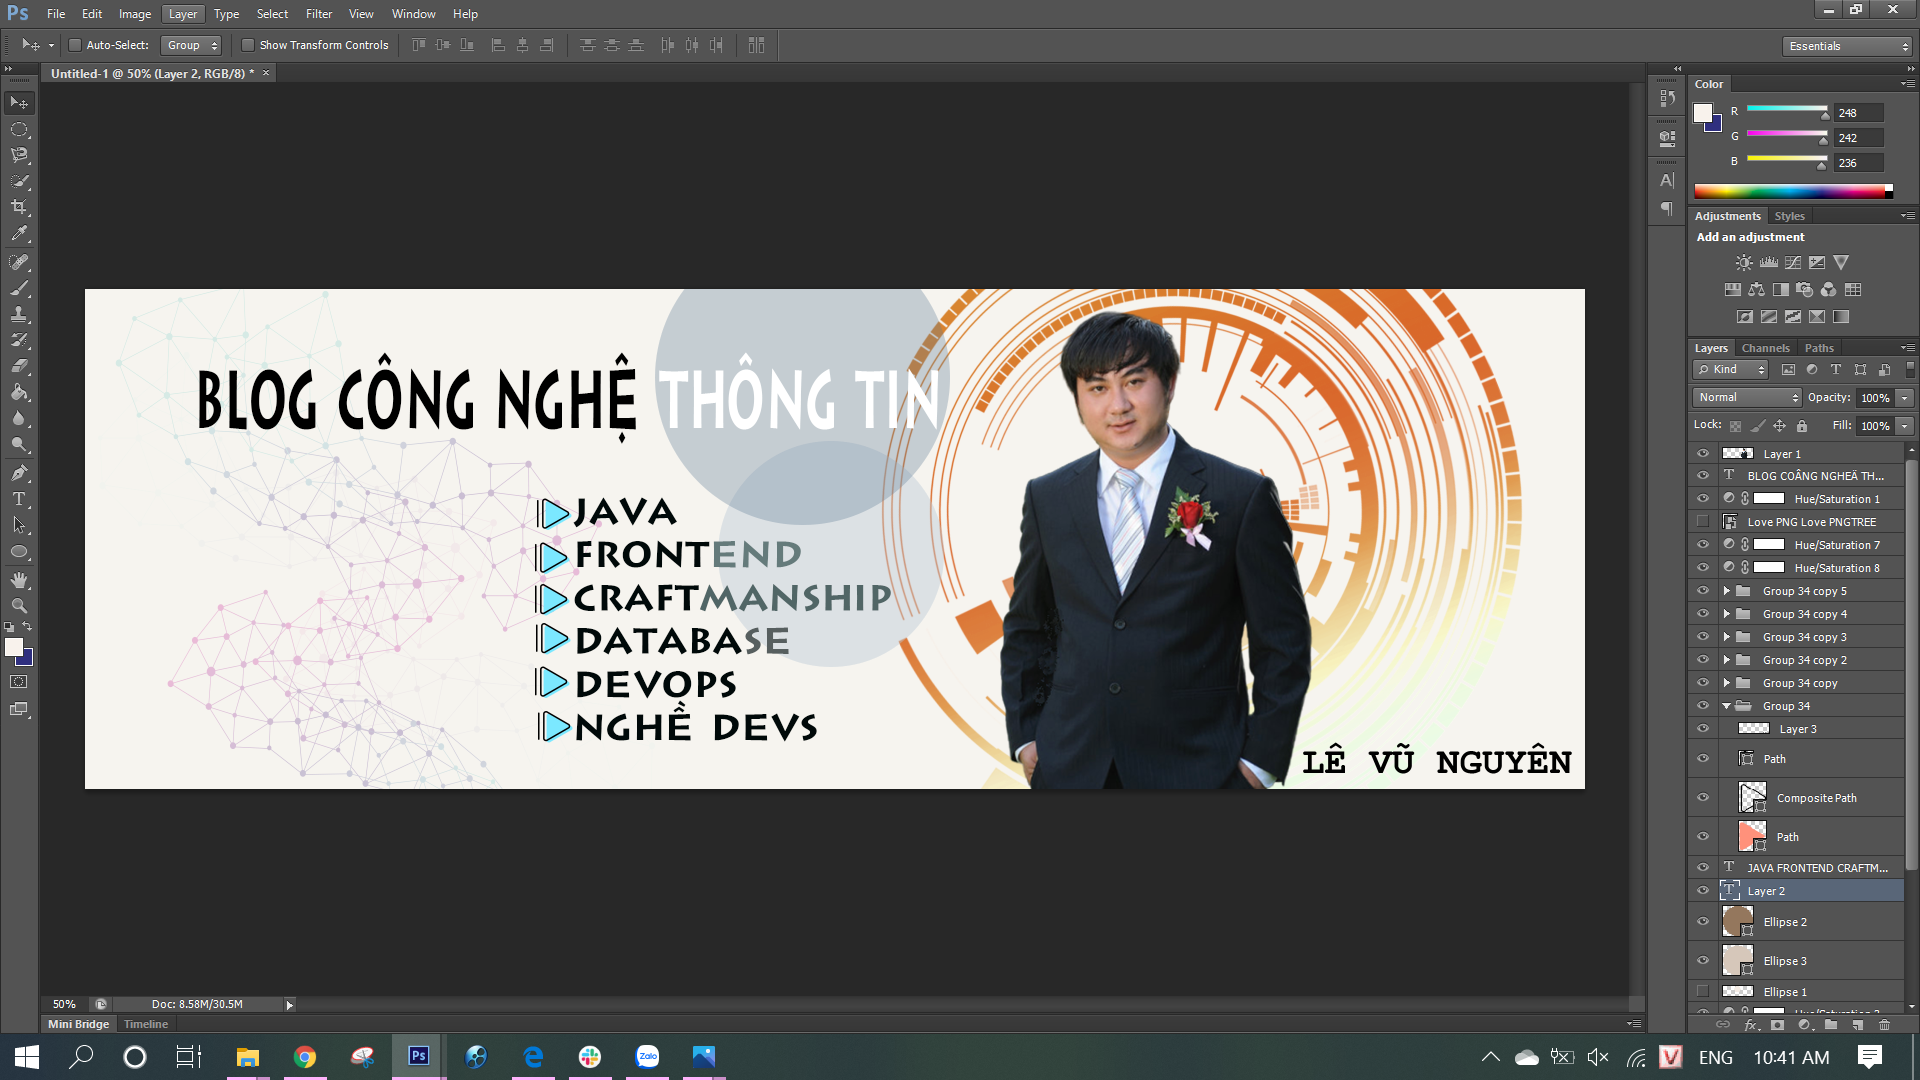 Ps File Edit Image Layer Type Select Filter View Window Help
Auto-Select: Group Show Transform Controls Essentials
Untitled-1 @ 50% (Layer 2, RGB/8) * ×
BLOG CÔNG NGHỆ THÔNG TIN
JAVA
FRONTEND
CRAFTMANSHIP
DATABASE
DEVOPS
NGHỀ DEVS
LÊ VŨ NGUYÊN
Color
R 248
G 242
B 236
Adjustments Styles
Add an adjustment
Layers Channels Paths
Kind
Normal Opacity: 100%
Lock: Fill: 100%
Layer 1
BLOG COÂNG NGHEÄ TH...
Hue/Saturation 1
Love PNG Love PNGTREE
Hue/Saturation 7
Hue/Saturation 8
Group 34 copy 5
Group 34 copy 4
Group 34 copy 3
Group 34 copy 2
Group 34 copy
Group 34
Layer 3
Path
Composite Path
Path
JAVA FRONTEND CRAFTM...
Layer 2
Ellipse 2
Ellipse 3
Ellipse 1
50% Doc: 8.58M/30.5M
Mini Bridge Timeline
Ps Zalo ENG 10:41 AM